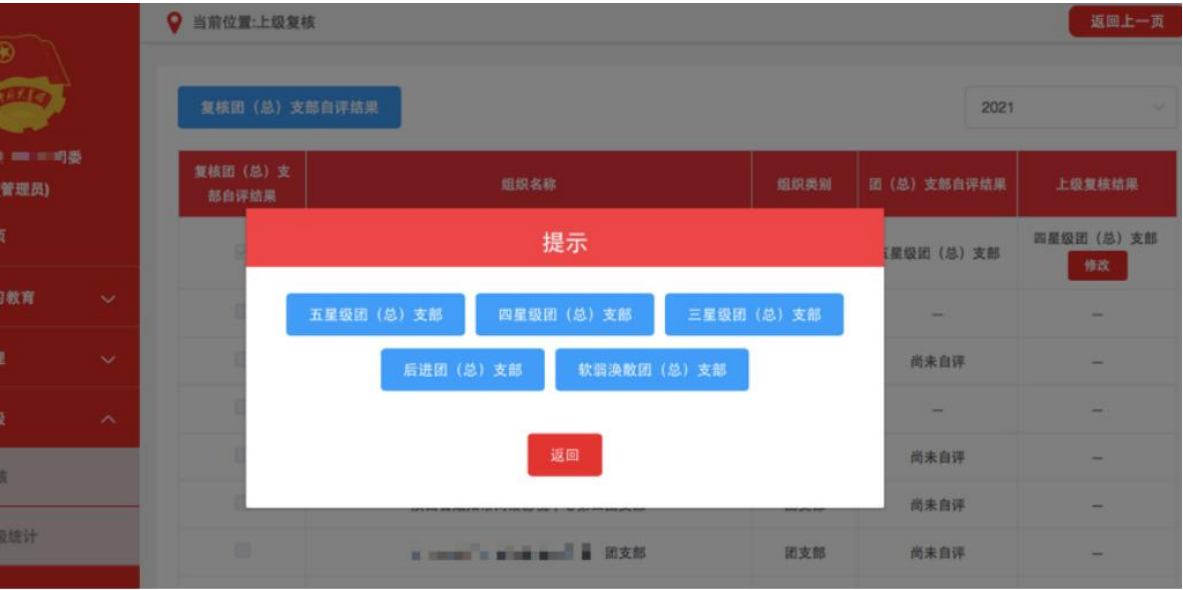 当前位置:上级复核
返回上一页
复核团（总）支部自评结果
2021
司委
管理员)
页
习教育
级
核
级统计
复核团（总）支
部自评结果
组织名称
组织类别
团（总）支部自评结果
上级复核结果
五星级团（总）支部
四星级团（总）支部
修改
—
—
尚未自评
—
—
—
尚未自评
—
尚未自评
—
团支部
团支部
尚未自评
—
提示
五星级团（总）支部
四星级团（总）支部
三星级团（总）支部
后进团（总）支部
软弱涣散团（总）支部
返回